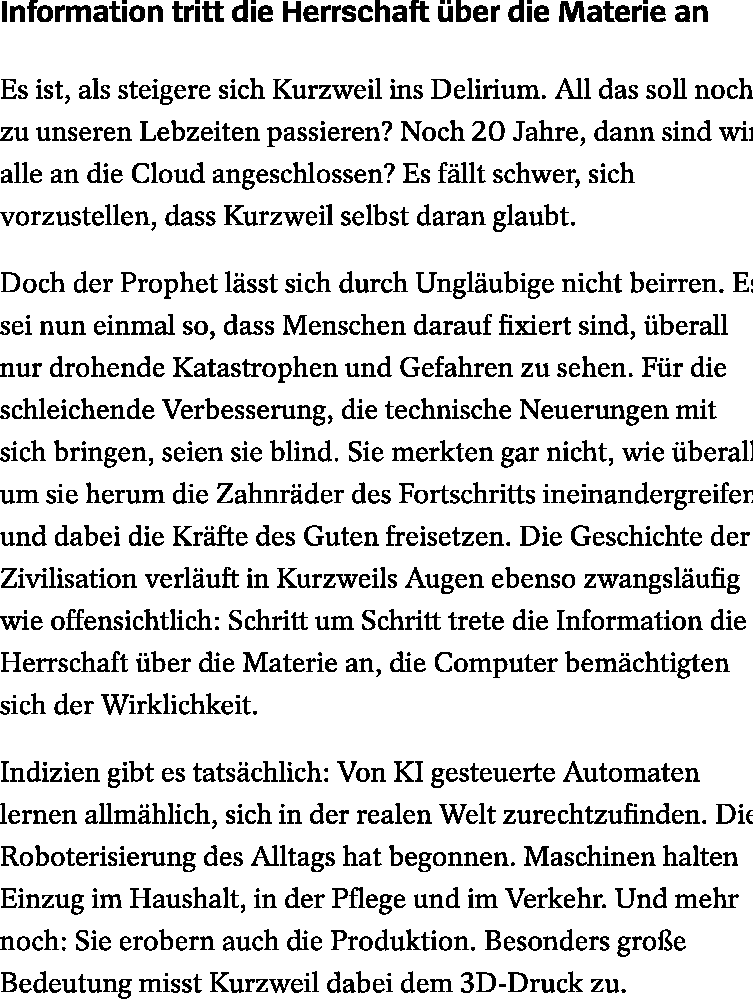 Information tritt die Herrschaft über die Materie an
Es ist, als steigere sich Kurzweil ins Delirium. All das soll noch
zu unseren Lebzeiten passieren? Noch 20 Jahre, dann sind wir
alle an die Cloud angeschlossen? Es fällt schwer, sich
vorzustellen, dass Kurzweil selbst daran glaubt.
Doch der Prophet lässt sich durch Ungläubige nicht beirren. Es
sei nun einmal so, dass Menschen darauf fixiert sind, überall
nur drohende Katastrophen und Gefahren zu sehen. Für die
schleichende Verbesserung, die technische Neuerungen mit
sich bringen, seien sie blind. Sie merkten gar nicht, wie überall
um sie herum die Zahnräder des Fortschritts ineinandergreifen
und dabei die Kräfte des Guten freisetzen. Die Geschichte der
Zivilisation verläuft in Kurzweils Augen ebenso zwangsläufig
wie offensichtlich: Schritt um Schritt trete die Information die
Herrschaft über die Materie an, die Computer bemächtigten
sich der Wirklichkeit.
Indizien gibt es tatsächlich: Von KI gesteuerte Automaten
lernen allmählich, sich in der realen Welt zurechtzufinden. Die
Roboterisierung des Alltags hat begonnen. Maschinen halten
Einzug im Haushalt, in der Pflege und im Verkehr. Und mehr
noch: Sie erobern auch die Produktion. Besonders große
Bedeutung misst Kurzweil dabei dem 3D-Druck zu.